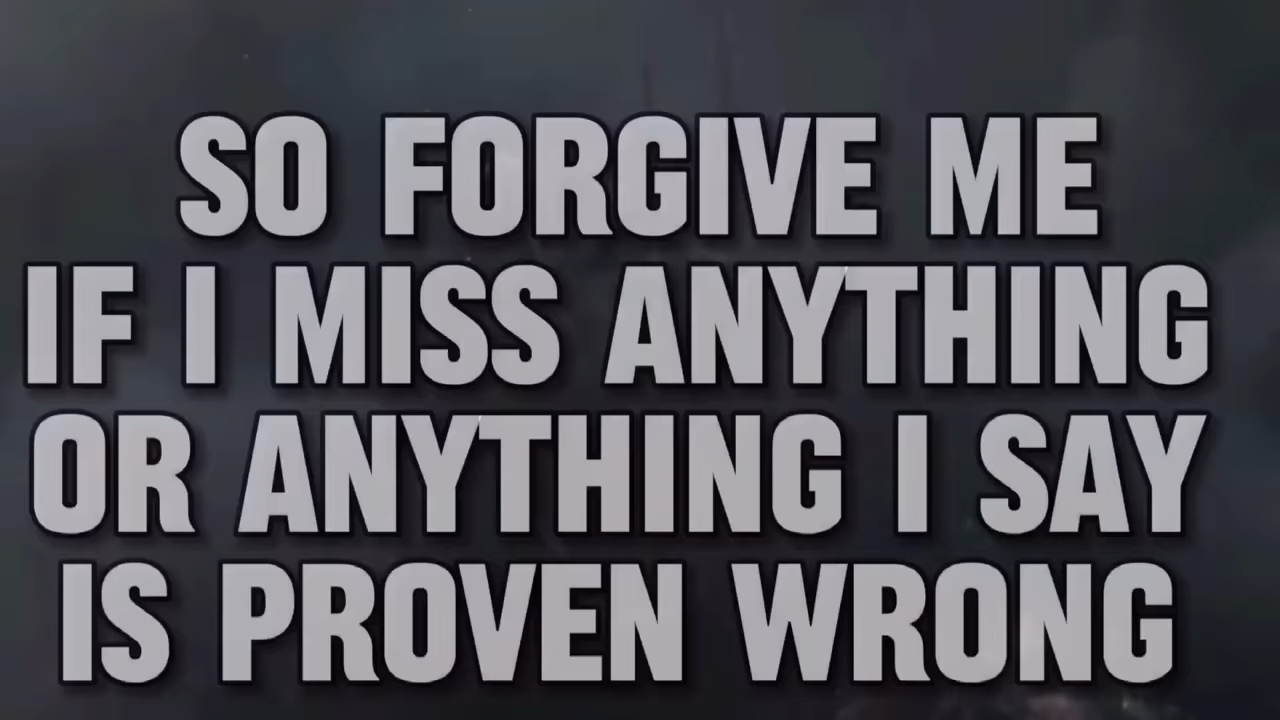 SO FORGIVE ME
IF I MISS ANYTHING
OR ANYTHING I SAY
IS PROVEN WRONG